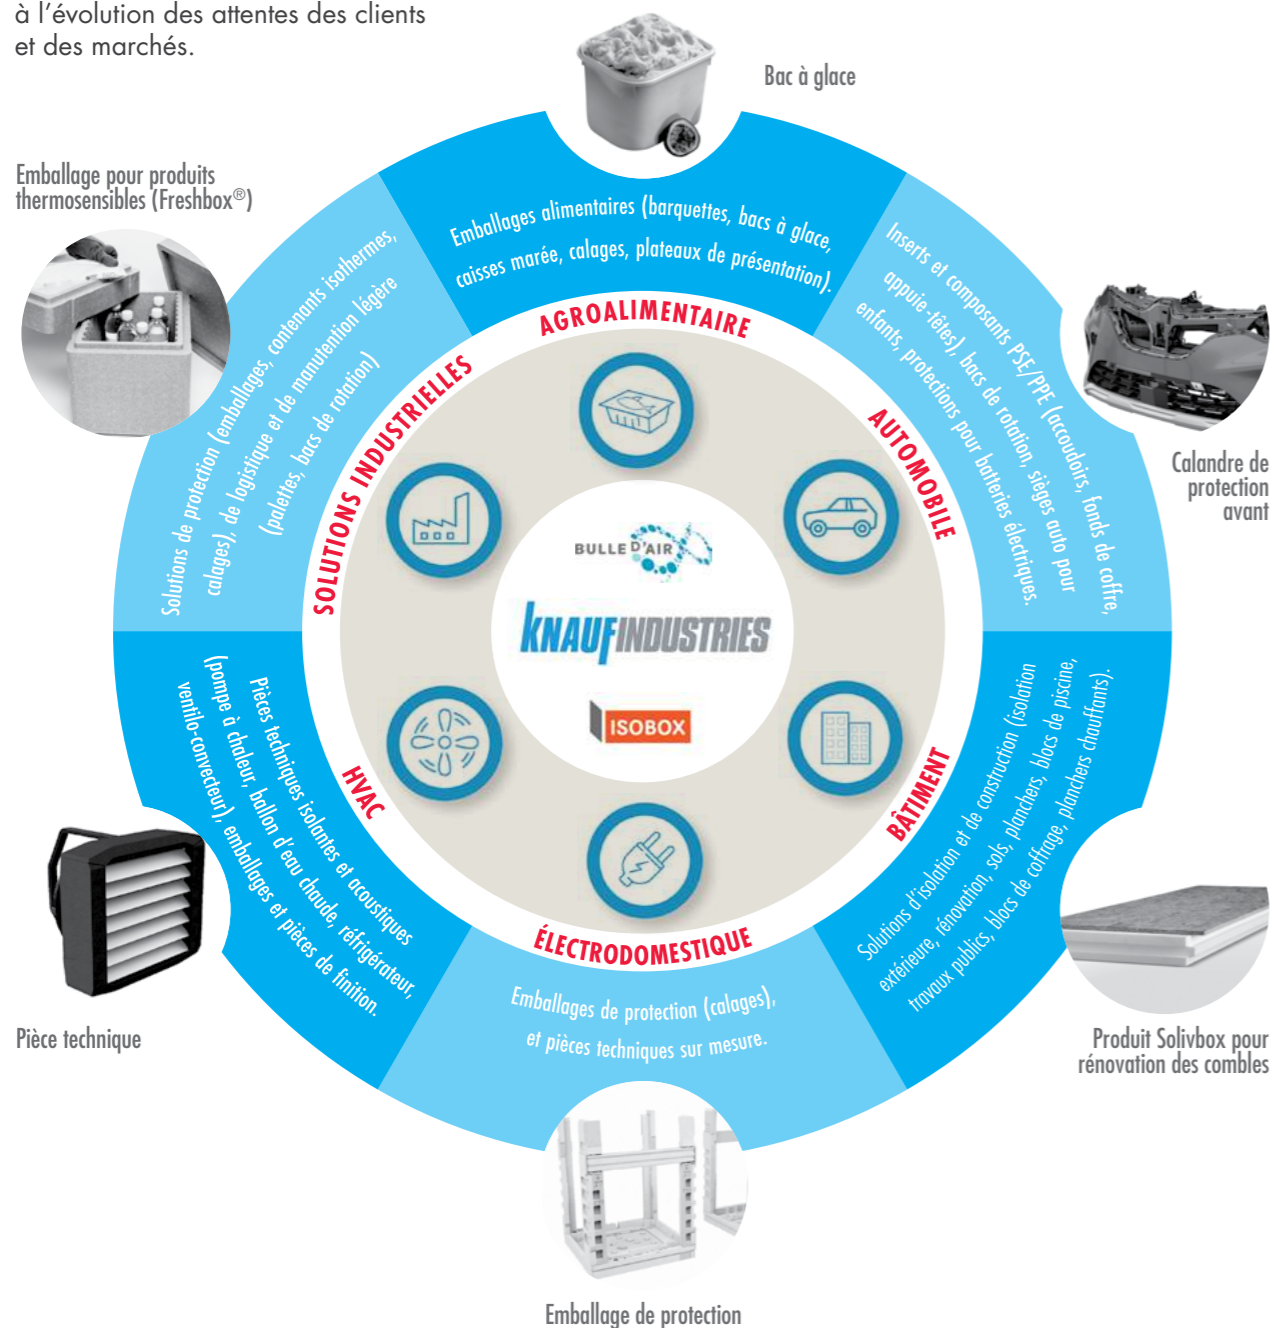 à l’évolution des attentes des clients
et des marchés.
Bac à glace
Emballage pour produits
thermosensibles (Freshbox®)
Emballages alimentaires (barquettes, bacs à glace,
caisses marée, calages, plateaux de présentation).
AGROALIMENTAIRE
Inserts et composants PSE/PPE (accoudoirs, fonds de coffre,
appuie-têtes), bacs de rotation, sièges auto pour
enfants, protections pour batteries électriques.
AUTOMOBILE
Calandre de
protection
avant
Solutions de protection (emballages, contenants isothermes,
calages), de logistique et de manutention légère
(palettes, bacs de rotation)
SOLUTIONS INDUSTRIELLES
BULLE D'AIR
KNAUF INDUSTRIES
ISOBOX
HVAC
Pièces techniques isolantes et acoustiques
(pompe à chaleur, ballon d'eau chaude, réfrigérateur,
ventilo-convecteur), emballages et pièces de finition.
Pièce technique
BÂTIMENT
Solutions d'isolation et de construction (isolation
extérieure, rénovation, sols, planchers, blocs de piscine,
travaux publics, blocs de coffrage, planchers chauffants).
Produit Solivbox pour
rénovation des combles
ÉLECTRODOMESTIQUE
Emballages de protection (calages),
et pièces techniques sur mesure.
Emballage de protection